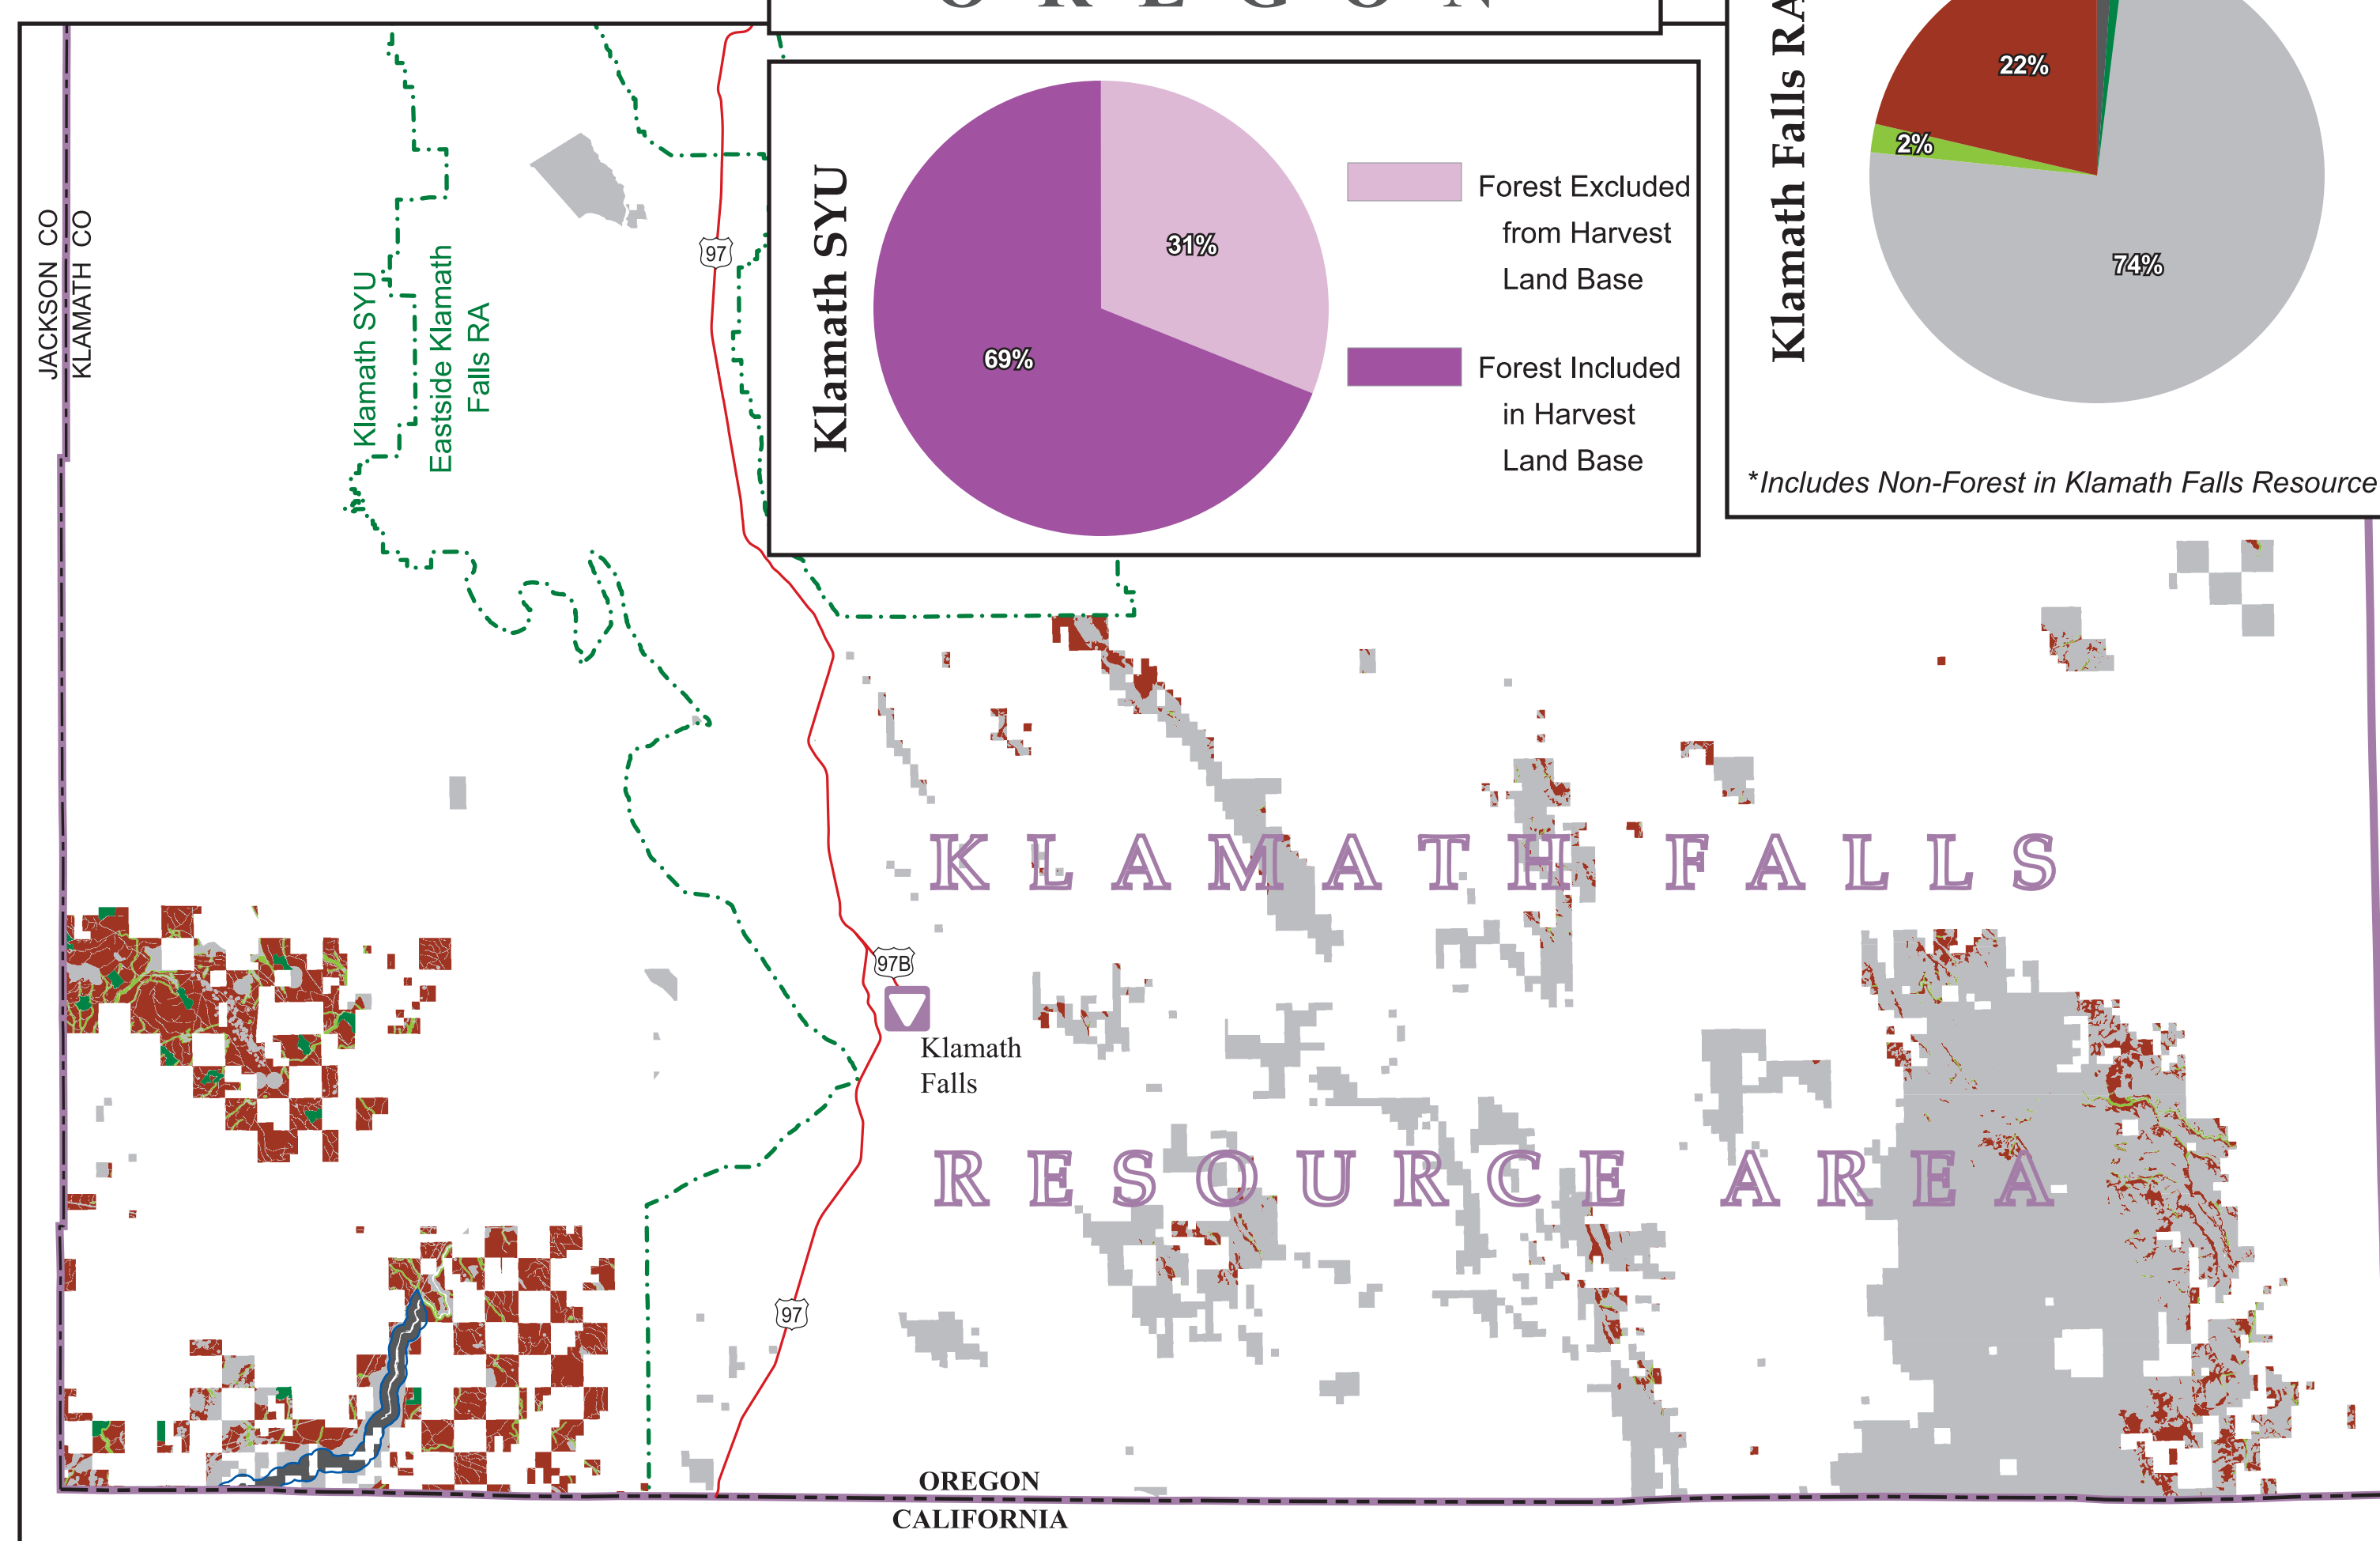 OREGON
Klamath SYU
31%
69%
Forest Excluded
from Harvest
Land Base
Forest Included
in Harvest
Land Base
Klamath Falls RA
22%
2%
74%
*Includes Non-Forest in Klamath Falls Resource
JACKSON CO
KLAMATH CO
Klamath SYU
Eastside Klamath
Falls RA
97
KLAMATH FALLS
97B
Klamath
Falls
RESOURCE AREA
97
OREGON
CALIFORNIA